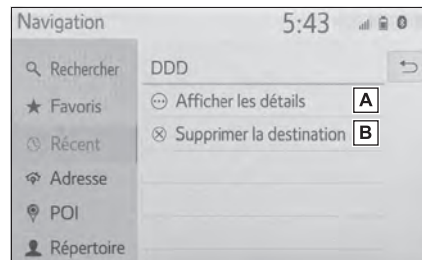 Navigation 5:43
Rechercher
DDD
Favoris
Afficher les détails A
Récent
Supprimer la destination B
Adresse
POI
Répertoire